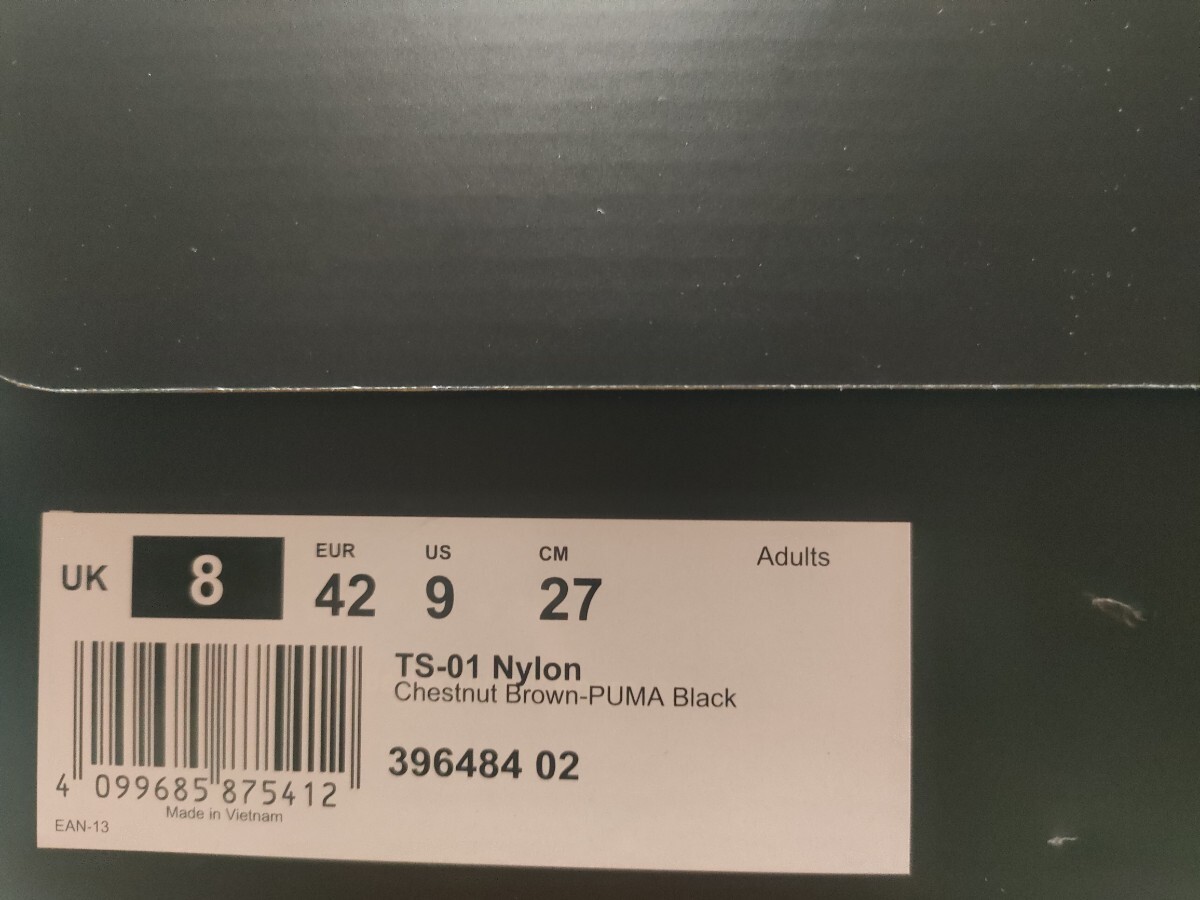 UK 8 EUR 42 US 9 CM 27 Adults
TS-01 Nylon
Chestnut Brown-PUMA Black
396484 02
4 099685 875412
Made in Vietnam
EAN-13